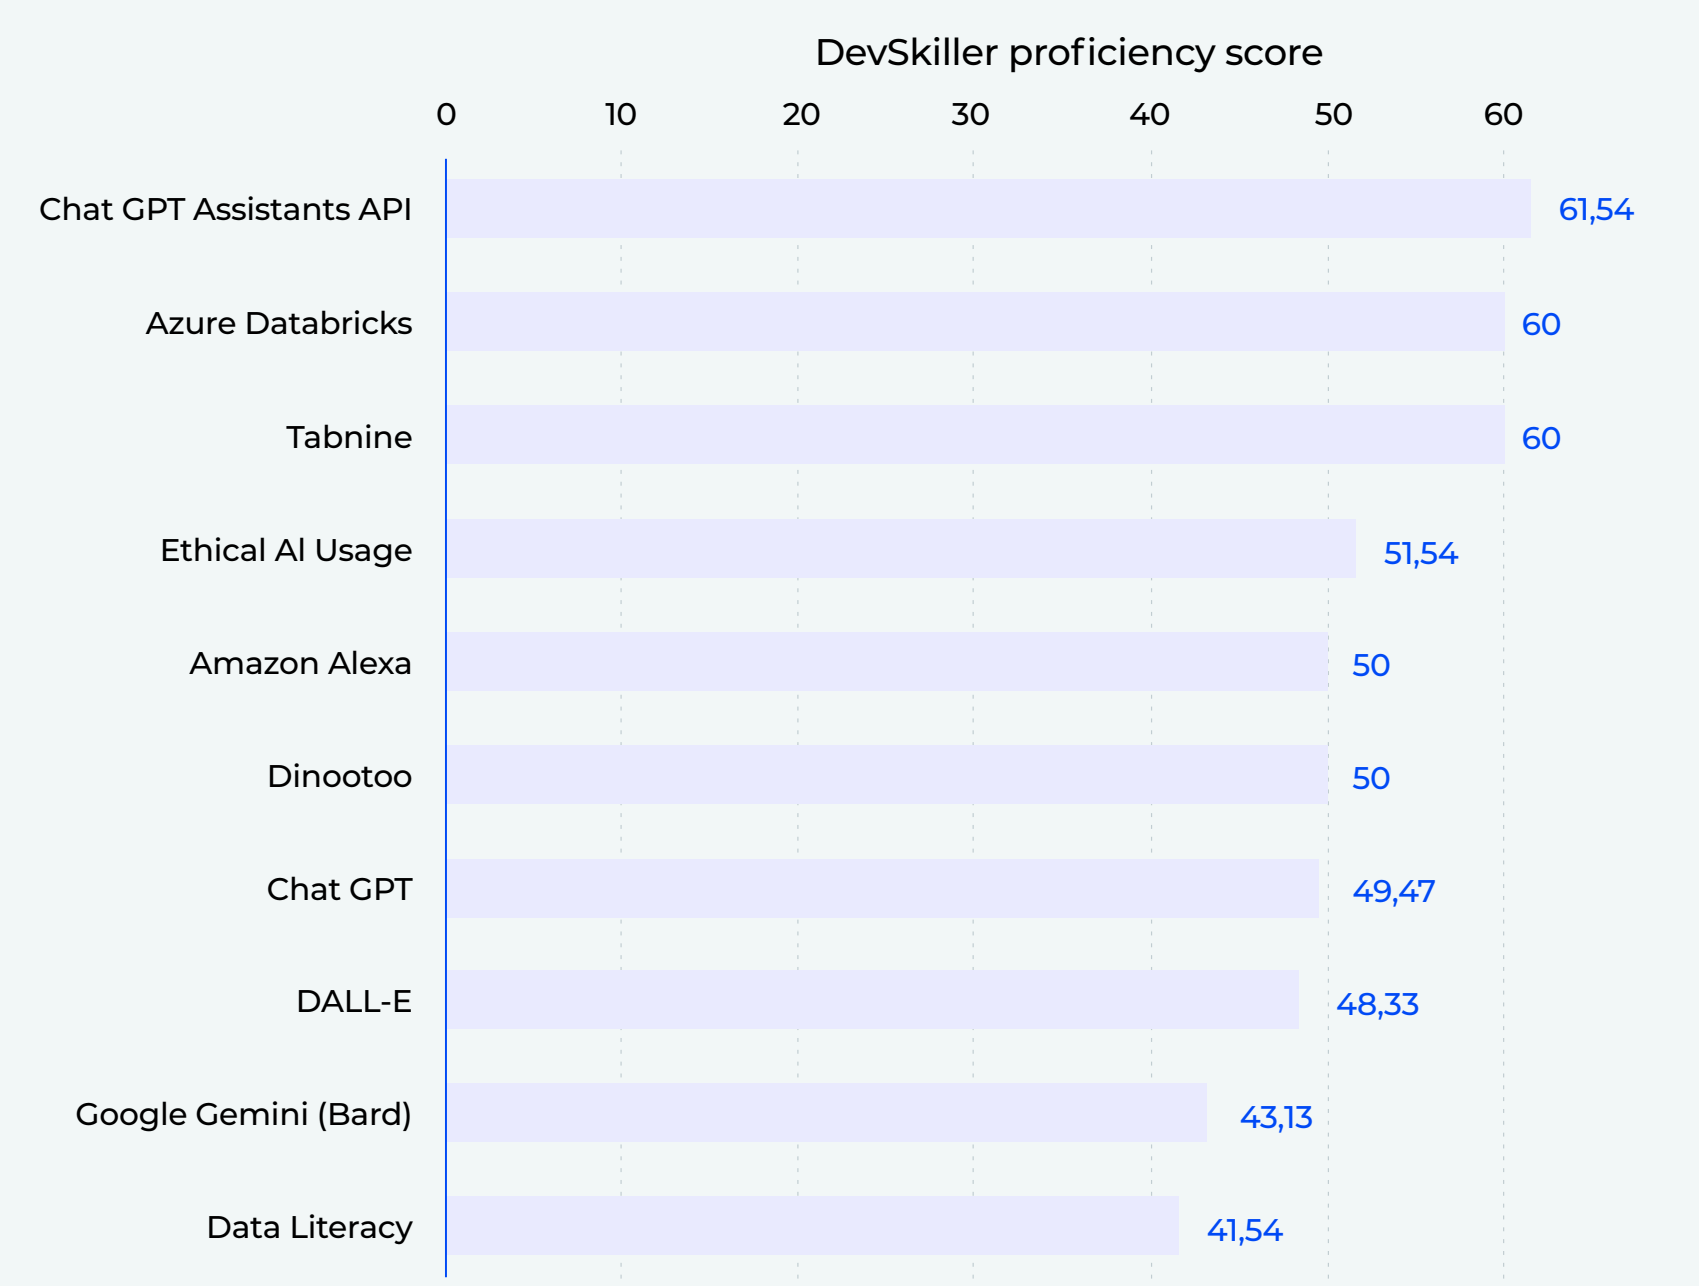 DevSkiller proficiency score
0 10 20 30 40 50 60
Chat GPT Assistants API 61,54
Azure Databricks 60
Tabnine 60
Ethical Al Usage 51,54
Amazon Alexa 50
Dinootoo 50
Chat GPT 49,47
DALL-E 48,33
Google Gemini (Bard) 43,13
Data Literacy 41,54